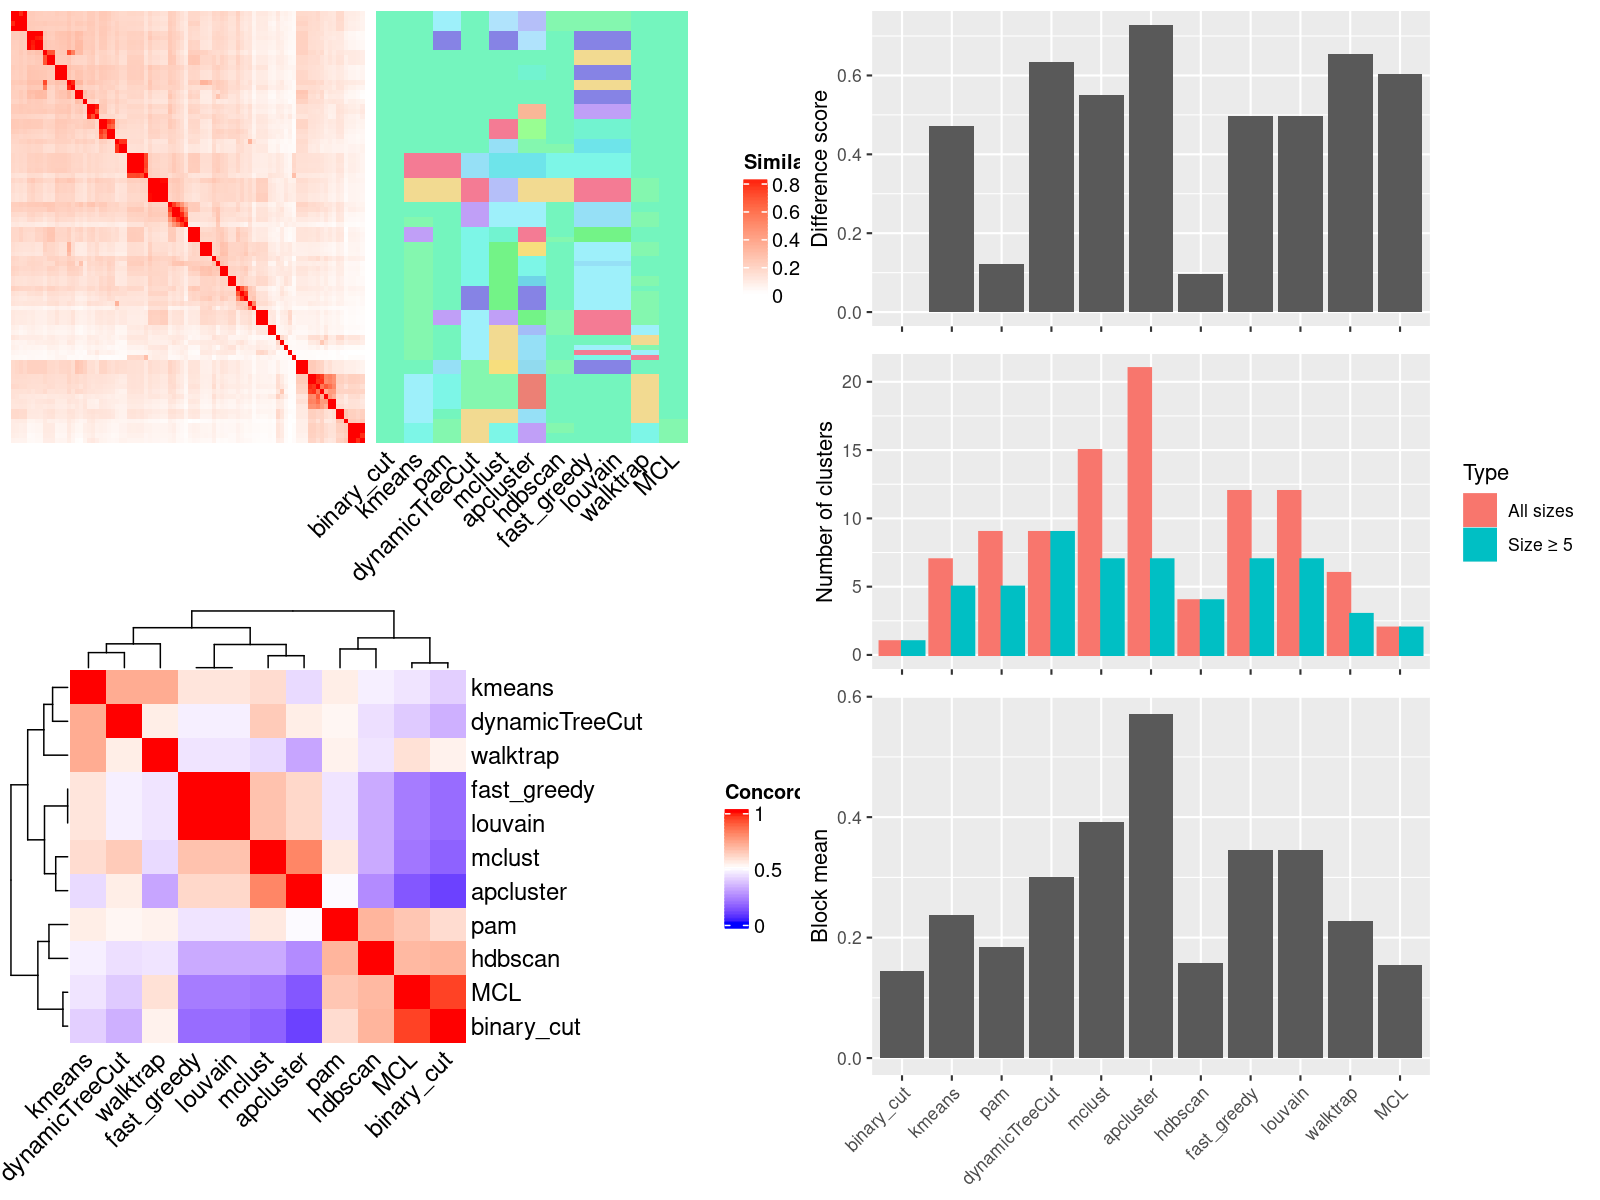 Simila
0.8
0.6
0.4
0.2
0
binary_cut
kmeans
pam
dynamicTreeCut
mclust
apcluster
hdbscan
fast_greedy
louvain
walktrap
MCL
kmeans
dynamicTreeCut
walktrap
fast_greedy
louvain
mclust
apcluster
pam
hdbscan
MCL
binary_cut
kmeans
dynamicTreeCut
walktrap
fast_greedy
louvain
mclust
apcluster
pam
hdbscan
MCL
binary_cut
Concord
1
0.5
0
Difference score
0.6
0.4
0.2
0.0
Number of clusters
20
15
10
5
0
Type
All sizes
Size ≥ 5
Block mean
0.6
0.4
0.2
0.0
binary_cut
kmeans
pam
dynamicTreeCut
mclust
apcluster
hdbscan
fast_greedy
louvain
walktrap
MCL